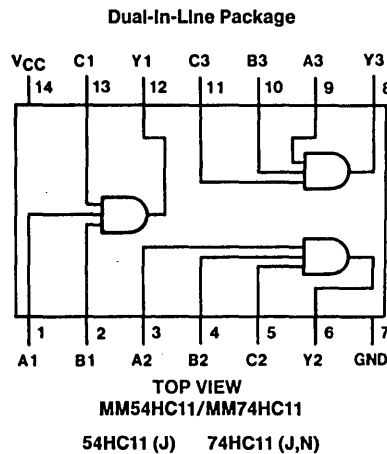 Dual-In-Line Package
VCC C1 Y1 C3 B3 A3 Y3
14 13 12 11 10 9 8
1 2 3 4 5 6 7
A1 B1 A2 B2 C2 Y2 GND
TOP VIEW
MM54HC11/MM74HC11
54HC11 (J) 74HC11 (J,N)